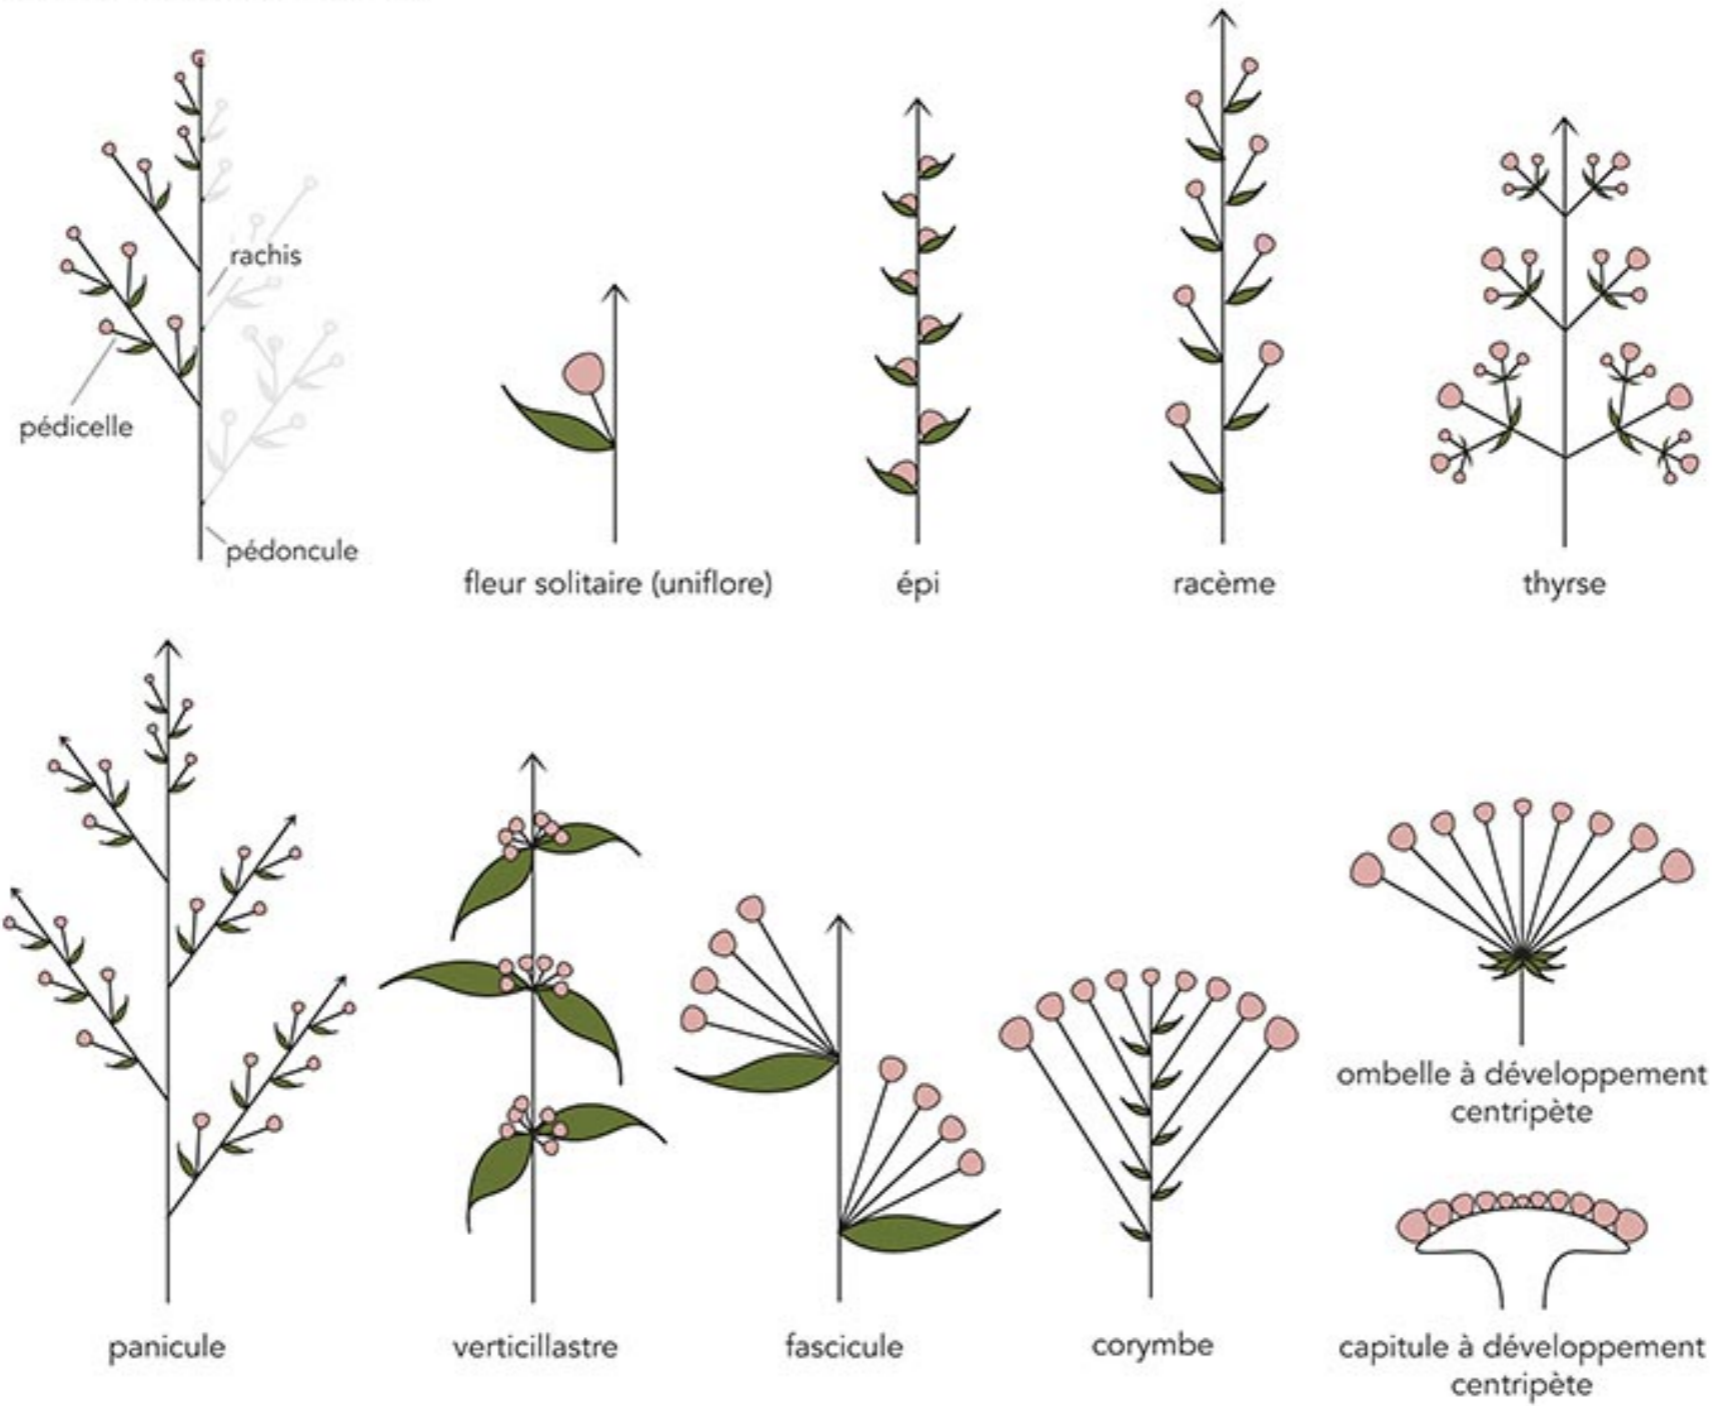 rachis
pédicelle
pédoncule
fleur solitaire (uniflore)
épi
racème
thyrse
panicule
verticillastre
fascicule
corymbe
ombelle à développement
centripète
capitule à développement
centripète